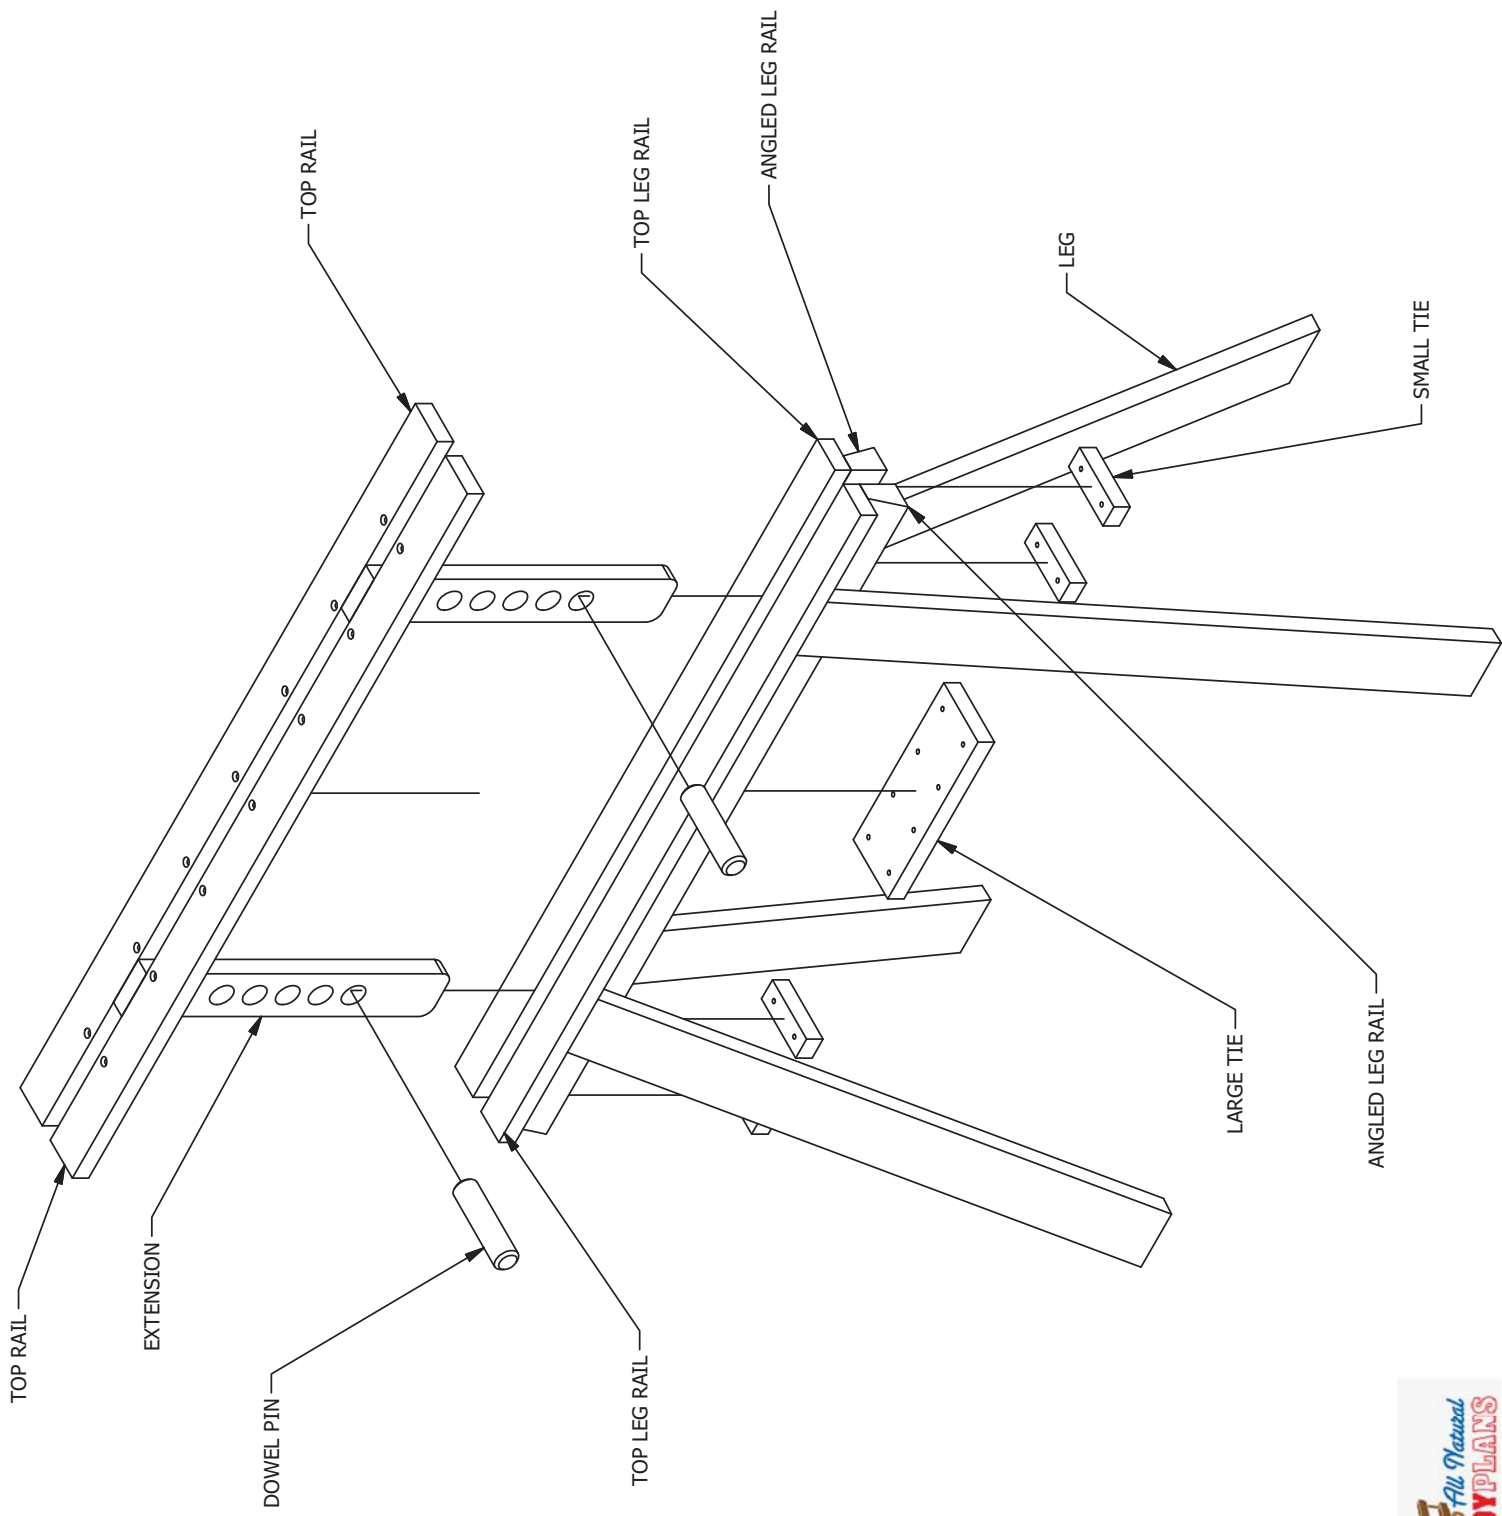 TOP RAIL
TOP RAIL
EXTENSION
DOWEL PIN
TOP LEG RAIL
TOP LEG RAIL
ANGLED LEG RAIL
LEG
SMALL TIE
LARGE TIE
ANGLED LEG RAIL
All Natural
PLANS